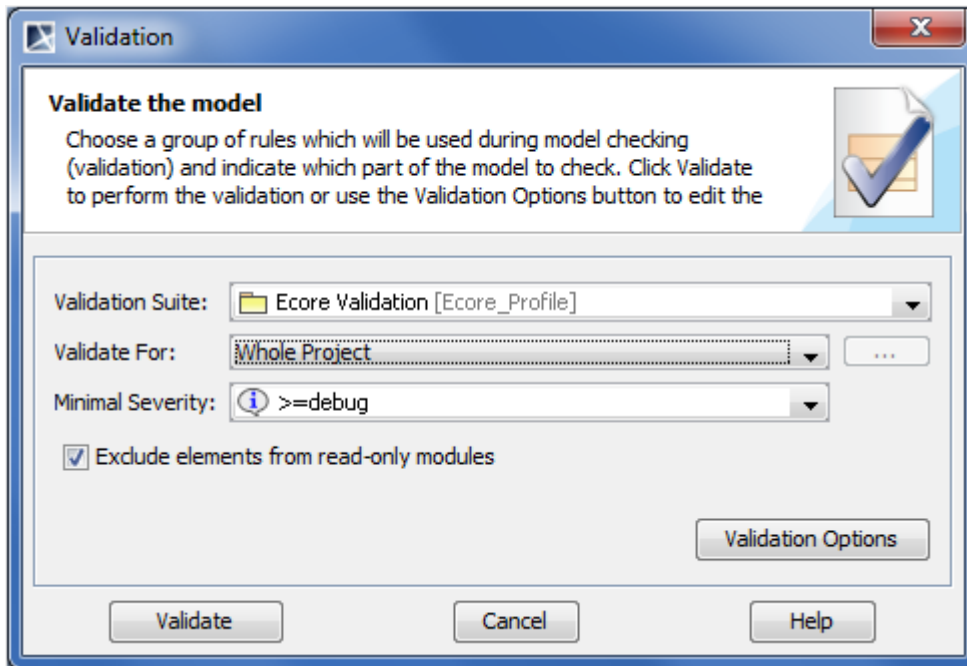 Validation
Validate the model
Choose a group of rules which will be used during model checking
(validation) and indicate which part of the model to check. Click Validate
to perform the validation or use the Validation Options button to edit the
Validation Suite: Ecore Validation [Ecore_Profile]
Validate For: Whole Project ...
Minimal Severity: >=debug
Exclude elements from read-only modules
Validation Options
Validate Cancel Help